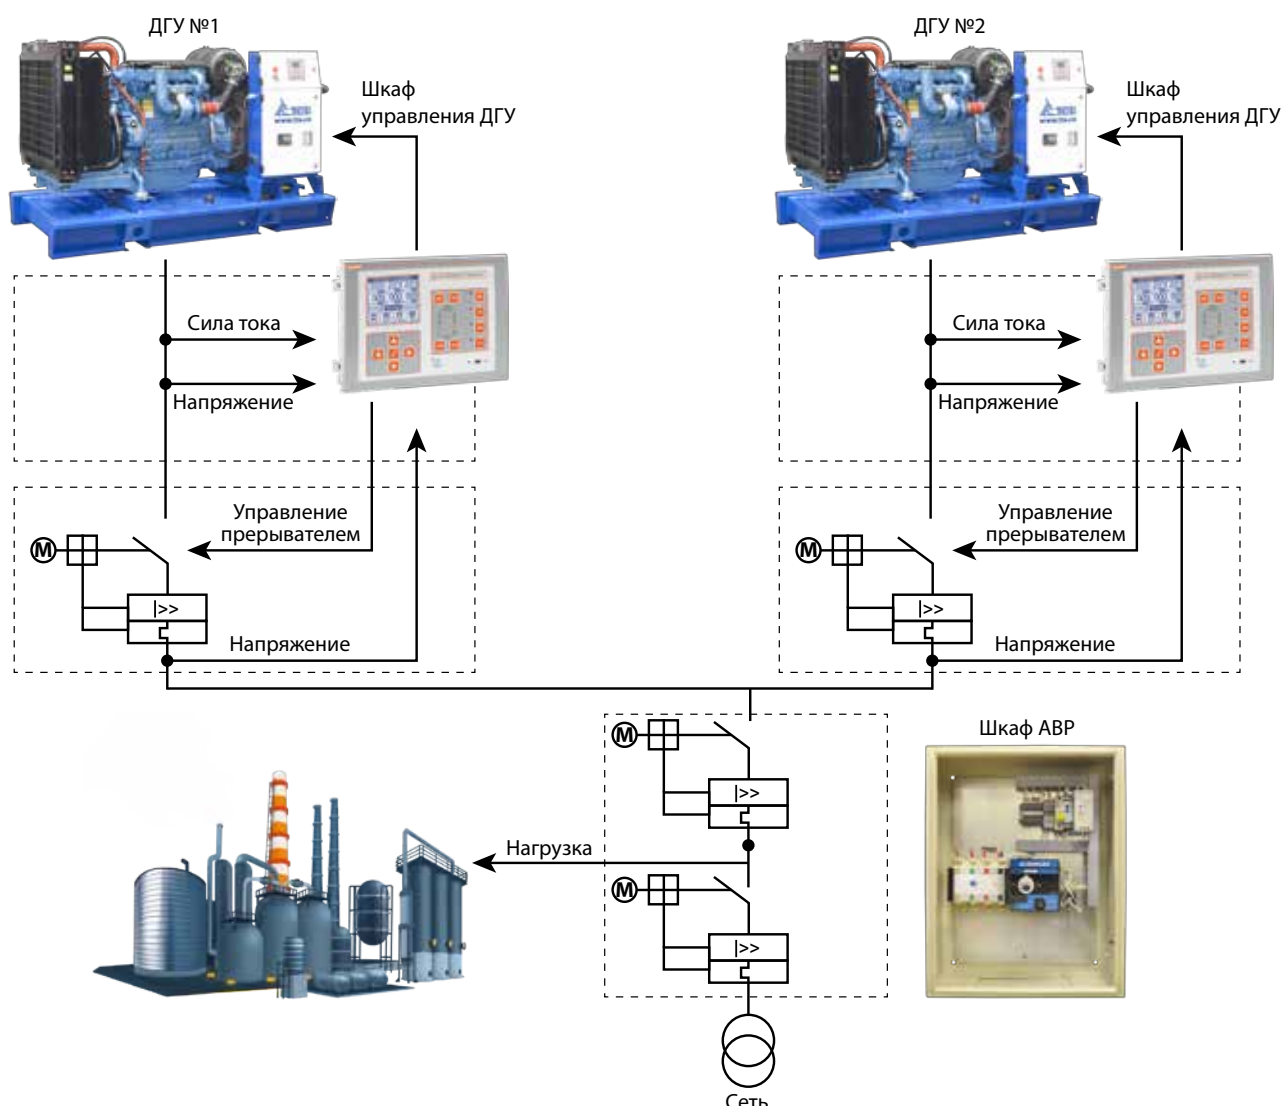 ДГУ №1
ДГУ №2
Шкаф
управления ДГУ
Шкаф
управления ДГУ
Сила тока
Напряжение
Сила тока
Напряжение
Управление
прерывателем
M
|>>
Напряжение
Управление
прерывателем
M
|>>
Напряжение
M
|>>
Шкаф АВР
Нагрузка
M
|>>
Сеть